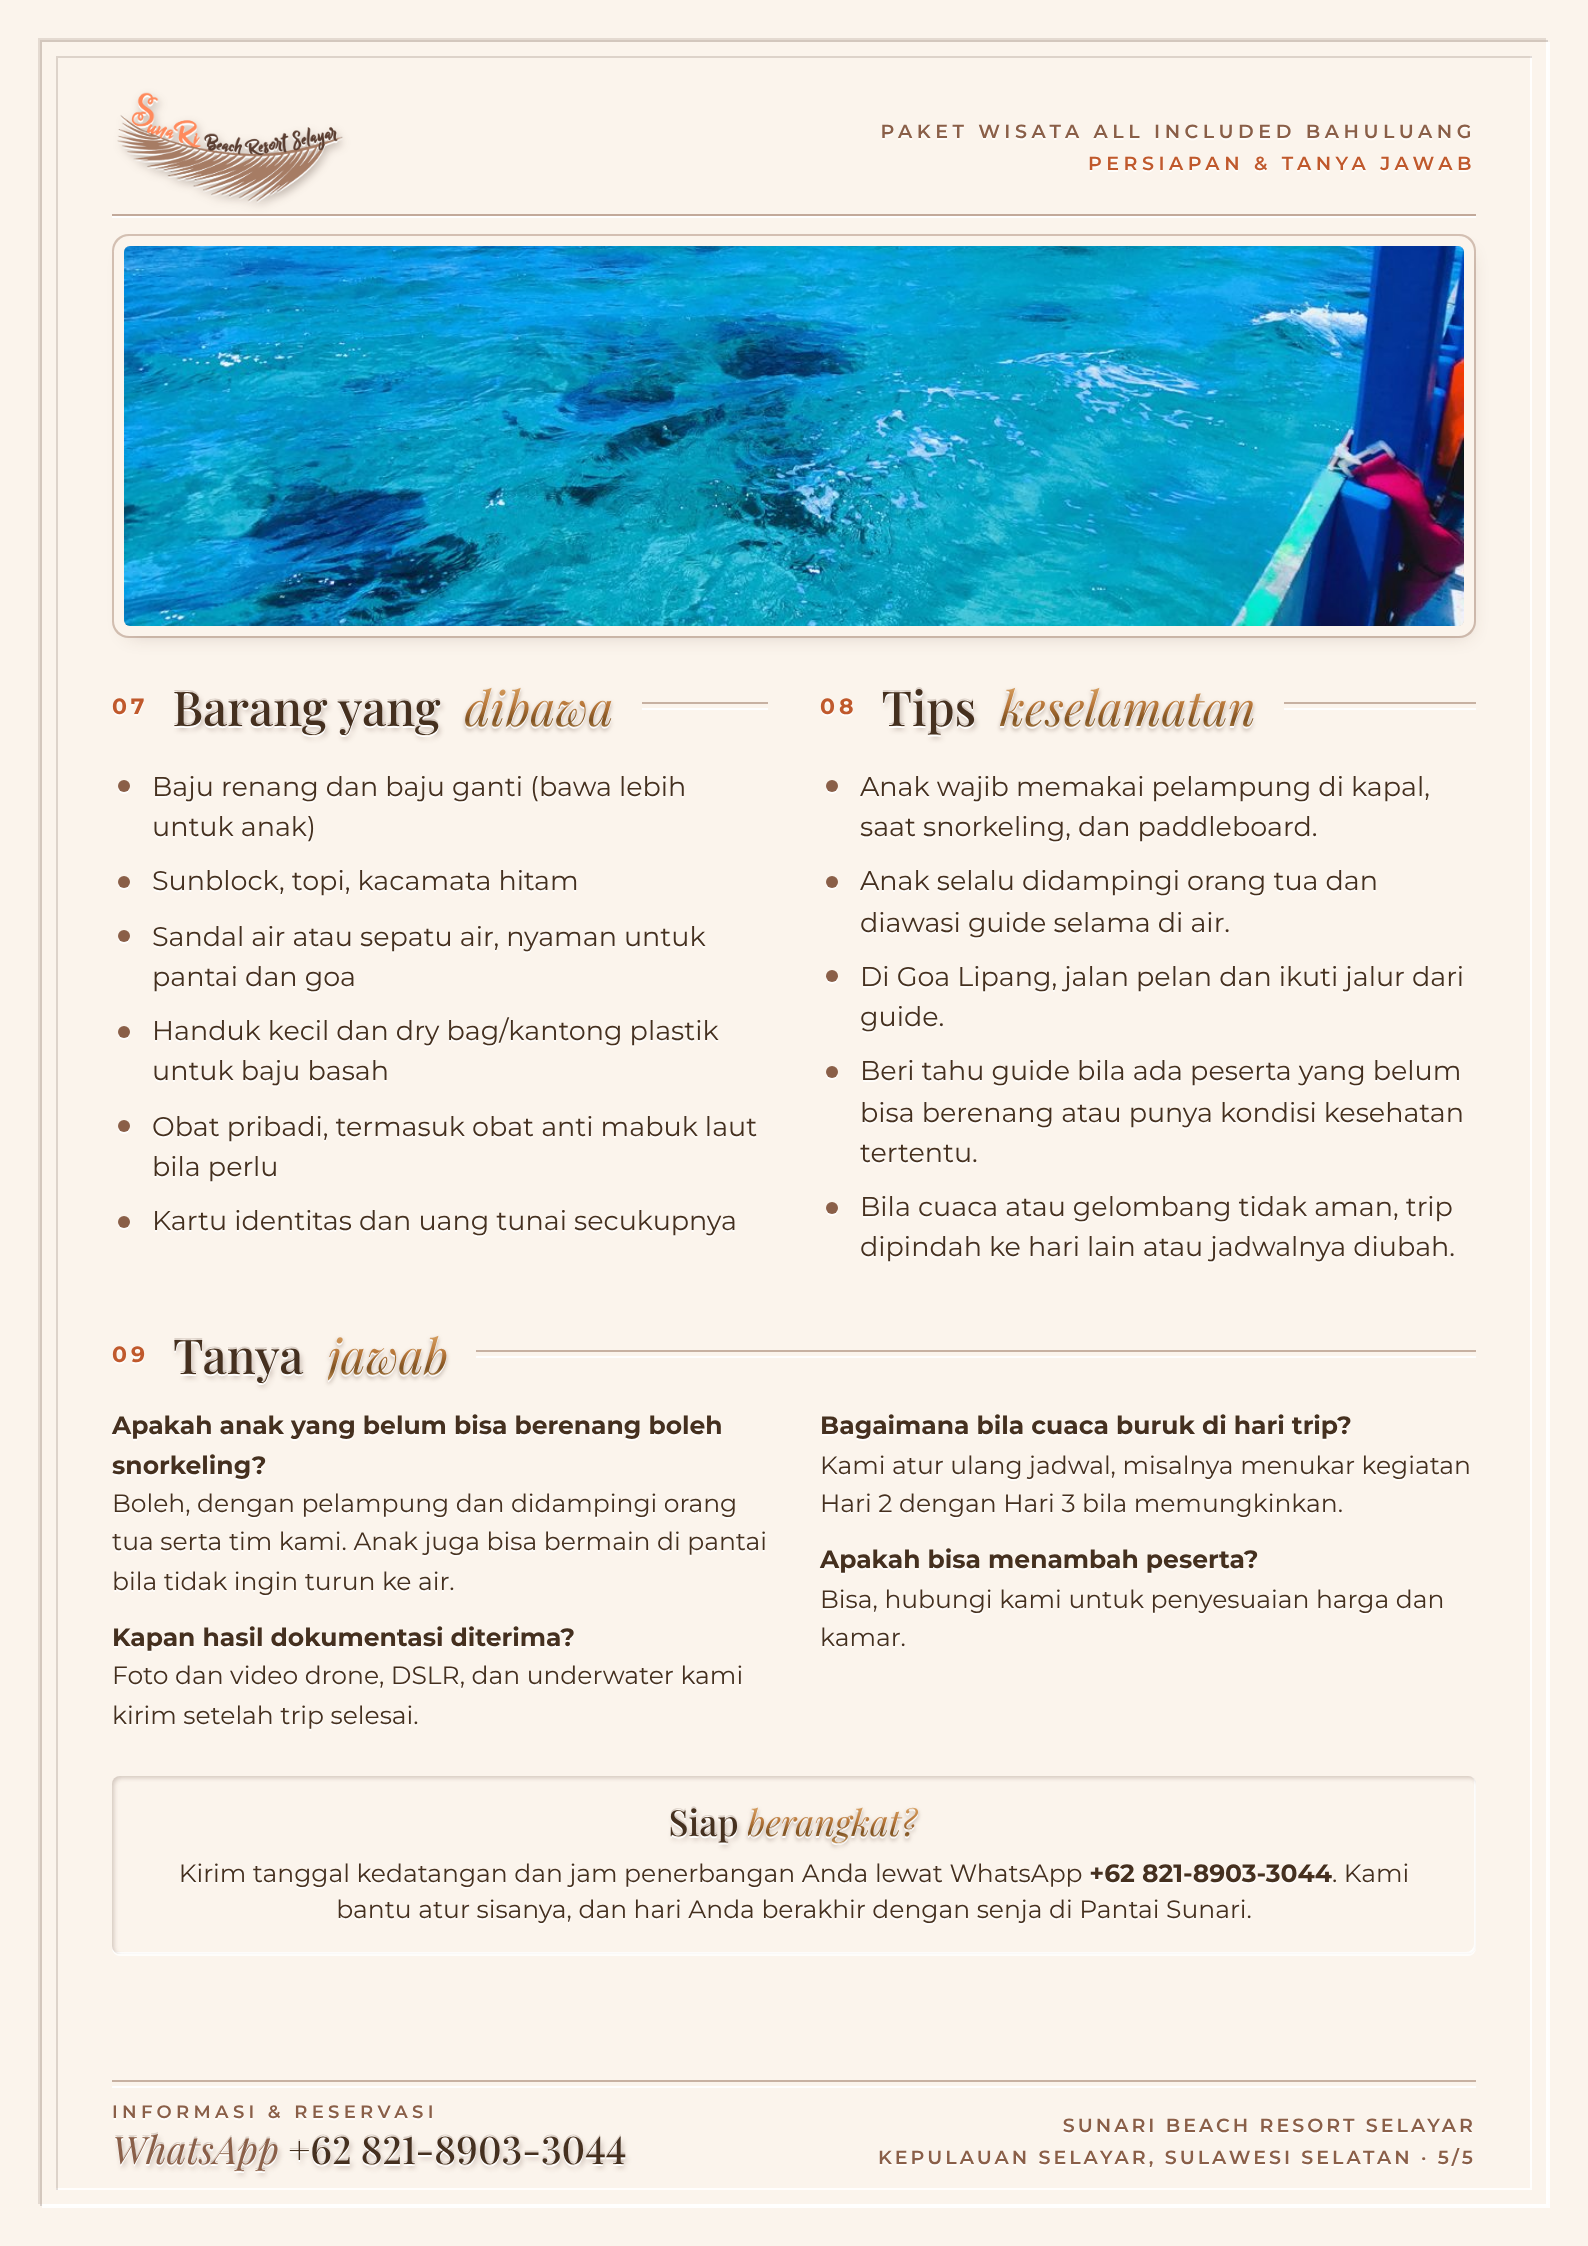 SunaRi Beach Resort Selayar
PAKET WISATA ALL INCLUDED BAHULUANG
PERSIAPAN & TANYA JAWAB
07 Barang yang dibawa
Baju renang dan baju ganti (bawa lebih
untuk anak)
Sunblock, topi, kacamata hitam
Sandal air atau sepatu air, nyaman untuk
pantai dan goa
Handuk kecil dan dry bag/kantong plastik
untuk baju basah
Obat pribadi, termasuk obat anti mabuk laut
bila perlu
Kartu identitas dan uang tunai secukupnya
08 Tips keselamatan
Anak wajib memakai pelampung di kapal,
saat snorkeling, dan paddleboard.
Anak selalu didampingi orang tua dan
diawasi guide selama di air.
Di Goa Lipang, jalan pelan dan ikuti jalur dari
guide.
Beri tahu guide bila ada peserta yang belum
bisa berenang atau punya kondisi kesehatan
tertentu.
Bila cuaca atau gelombang tidak aman, trip
dipindah ke hari lain atau jadwalnya diubah.
09 Tanya jawab
Apakah anak yang belum bisa berenang boleh
snorkeling?
Boleh, dengan pelampung dan didampingi orang
tua serta tim kami. Anak juga bisa bermain di pantai
bila tidak ingin turun ke air.
Kapan hasil dokumentasi diterima?
Foto dan video drone, DSLR, dan underwater kami
kirim setelah trip selesai.
Bagaimana bila cuaca buruk di hari trip?
Kami atur ulang jadwal, misalnya menukar kegiatan
Hari 2 dengan Hari 3 bila memungkinkan.
Apakah bisa menambah peserta?
Bisa, hubungi kami untuk penyesuaian harga dan
kamar.
Siap berangkat?
Kirim tanggal kedatangan dan jam penerbangan Anda lewat WhatsApp +62 821-8903-3044. Kami
bantu atur sisanya, dan hari Anda berakhir dengan senja di Pantai Sunari.
INFORMASI & RESERVASI
WhatsApp +62 821-8903-3044
SUNARI BEACH RESORT SELAYAR
KEPULAUAN SELAYAR, SULAWESI SELATAN · 5/5